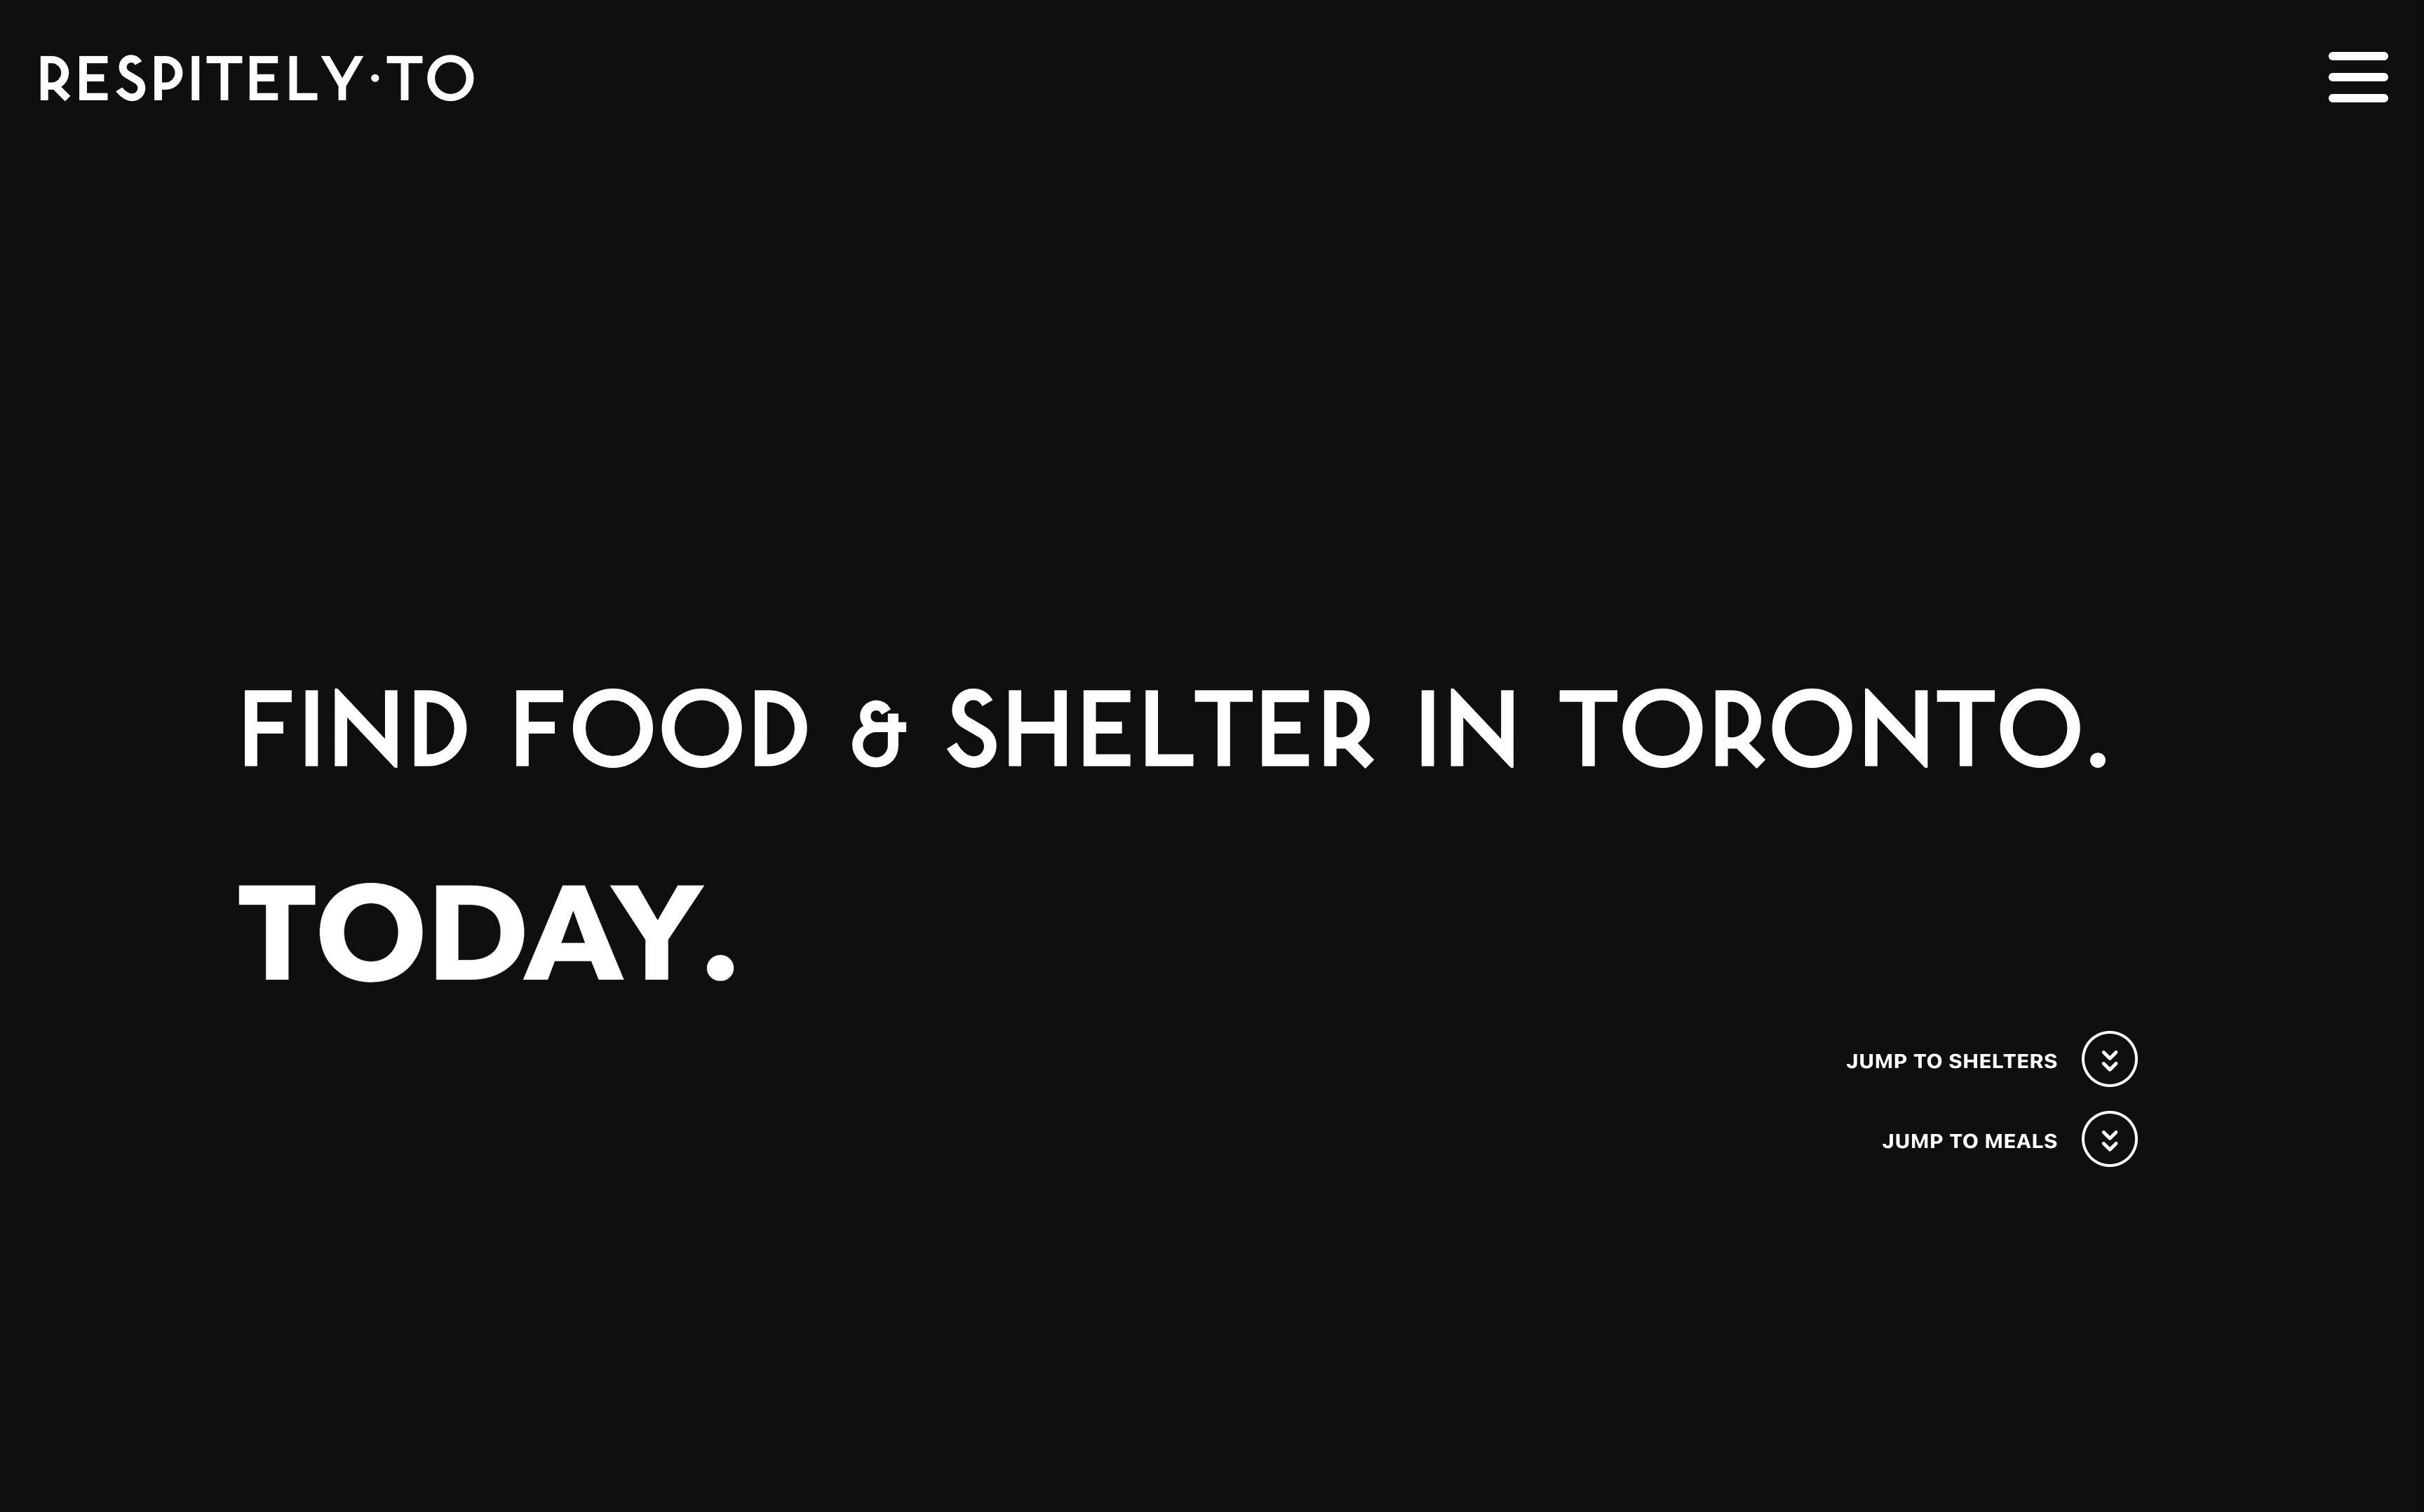 RESPITELY·TO
FIND FOOD & SHELTER IN TORONTO.
TODAY.
JUMP TO SHELTERS
JUMP TO MEALS